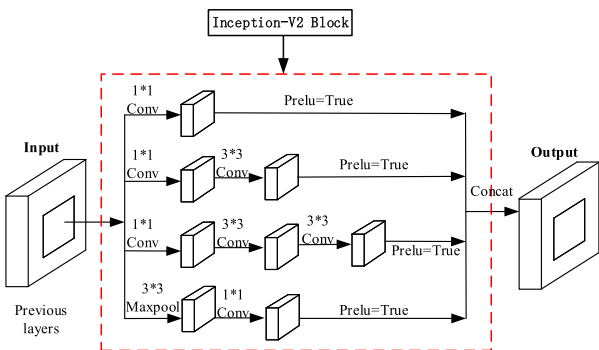 Inception-V2 Block
Input
Previous
layers
1*1
Conv
Prelu=True
1*1
Conv
3*3
Conv
Prelu=True
1*1
Conv
3*3
Conv
3*3
Conv
Prelu=True
3*3
Maxpool
1*1
Conv
Prelu=True
Concat
Output